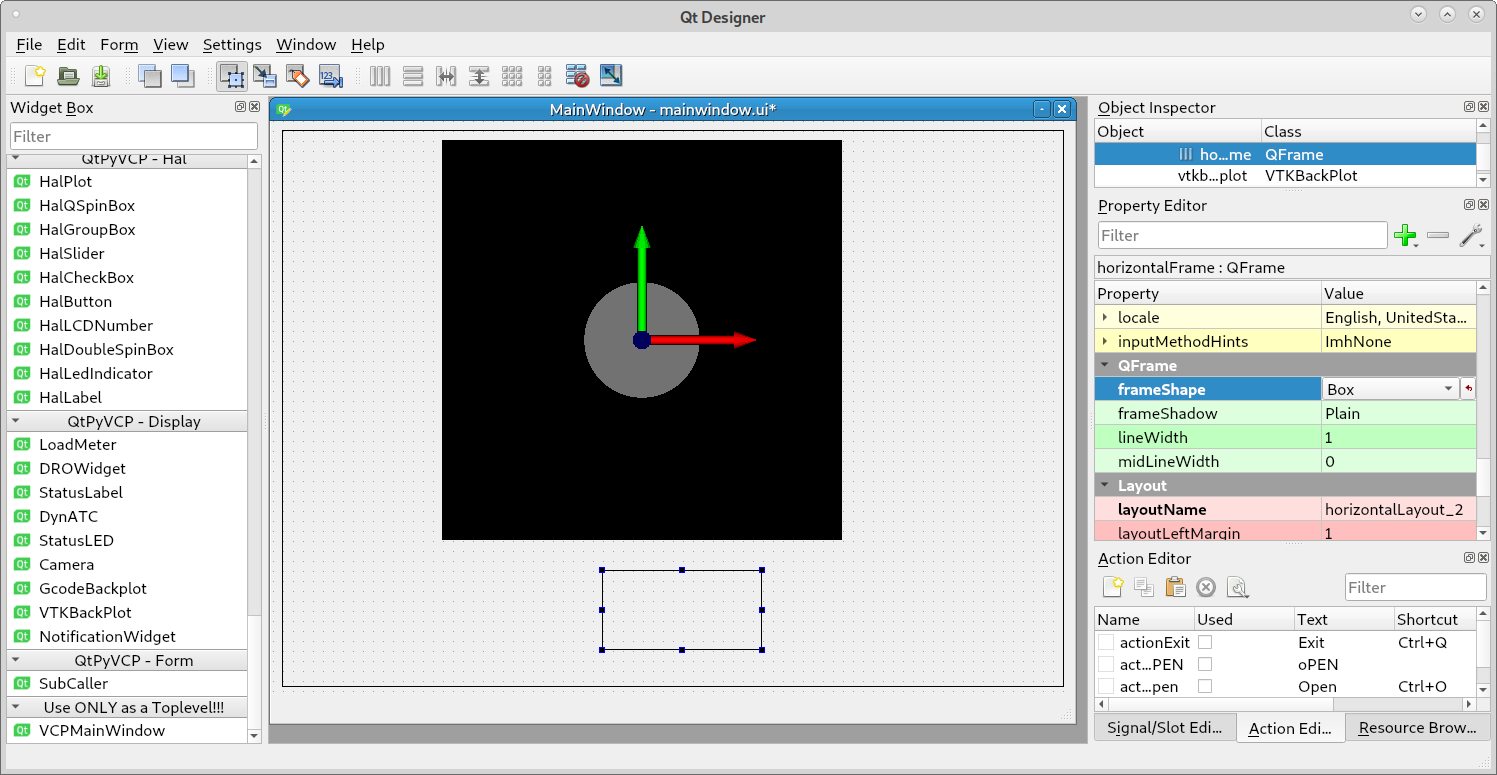 Qt Designer
File Edit Form View Settings Window Help
123
Widget Box
Filter
QtPyVCP - Hal
HalPlot
HalQSpinBox
HalGroupBox
HalSlider
HalCheckBox
HalButton
HalLCDNumber
HalDoubleSpinBox
HalLedIndicator
HalLabel
QtPyVCP - Display
LoadMeter
DROWidget
StatusLabel
DynATC
StatusLED
Camera
GcodeBackplot
VTKBackPlot
NotificationWidget
QtPyVCP - Form
SubCaller
Use ONLY as a Toplevel!!!
VCPMainWindow
MainWindow - mainwindow.ui*
Object Inspector
Object Class
ho...me QFrame
vtkb...plot VTKBackPlot
Property Editor
Filter
horizontalFrame : QFrame
Property Value
locale English, UnitedSta...
inputMethodHints ImhNone
QFrame
frameShape Box
frameShadow Plain
lineWidth 1
midLineWidth 0
Layout
layoutName horizontalLayout_2
layoutLeftMargin 1
Action Editor
Filter
Name Used Text Shortcut
actionExit Exit Ctrl+Q
act...PEN oPEN
act...pen Open Ctrl+O
Signal/Slot Edi... Action Edi... Resource Brow...